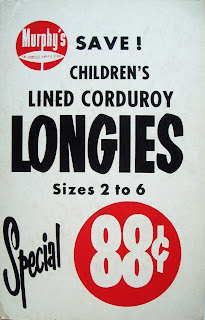 Murphy's
SAVE!
CHILDREN'S
LINED CORDUROY
LONGIES
Sizes 2 to 6
Special
88¢